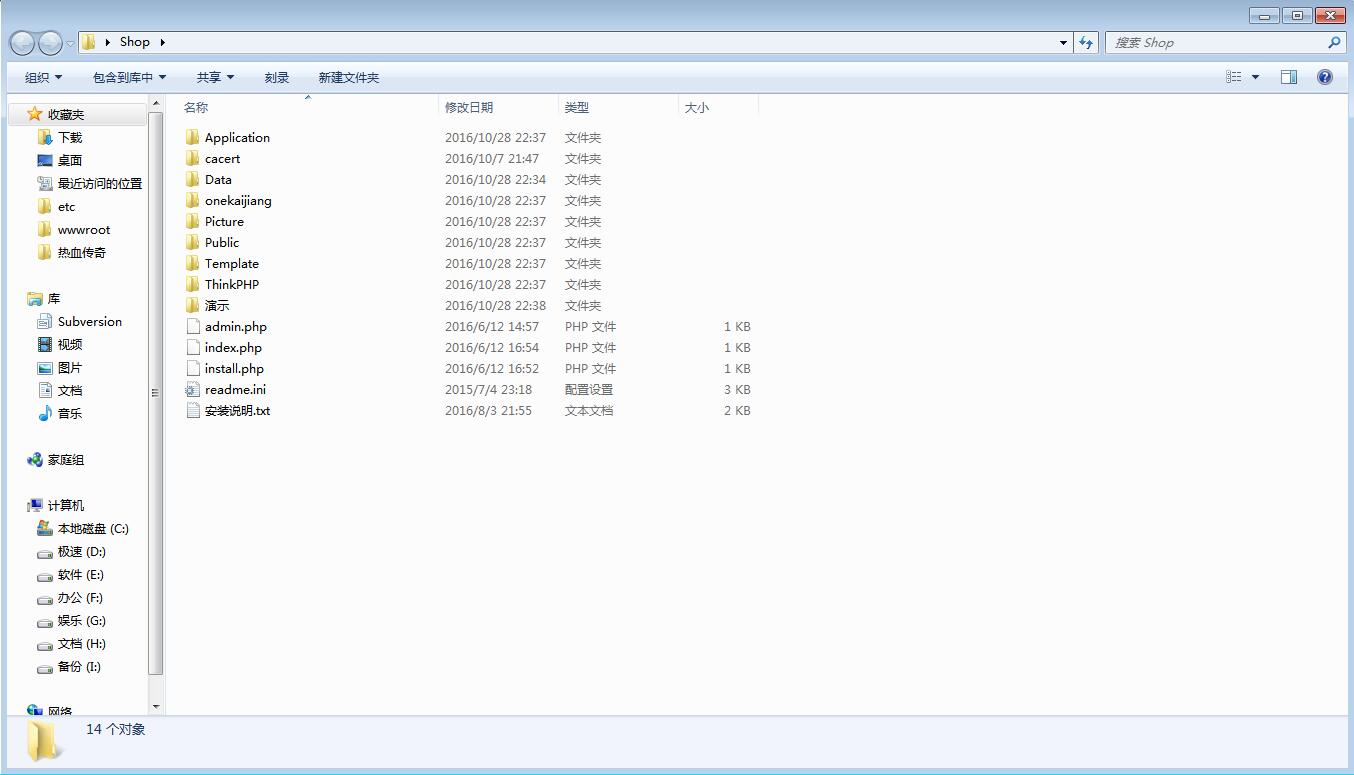 Shop
搜索 Shop
组织 包含到库中 共享 刻录 新建文件夹
收藏夹
下载
桌面
最近访问的位置
etc
wwwroot
热血传奇
库
Subversion
视频
图片
文档
音乐
家庭组
计算机
本地磁盘 (C:)
极速 (D:)
软件 (E:)
办公 (F:)
娱乐 (G:)
文档 (H:)
备份 (I:)
网络
名称 修改日期 类型 大小
Application 2016/10/28 22:37 文件夹
cacert 2016/10/7 21:47 文件夹
Data 2016/10/28 22:34 文件夹
onekaijiang 2016/10/28 22:37 文件夹
Picture 2016/10/28 22:37 文件夹
Public 2016/10/28 22:37 文件夹
Template 2016/10/28 22:37 文件夹
ThinkPHP 2016/10/28 22:37 文件夹
演示 2016/10/28 22:38 文件夹
admin.php 2016/6/12 14:57 PHP 文件 1 KB
index.php 2016/6/12 16:54 PHP 文件 1 KB
install.php 2016/6/12 16:52 PHP 文件 1 KB
readme.ini 2015/7/4 23:18 配置设置 3 KB
安装说明.txt 2016/8/3 21:55 文本文档 2 KB
14 个对象